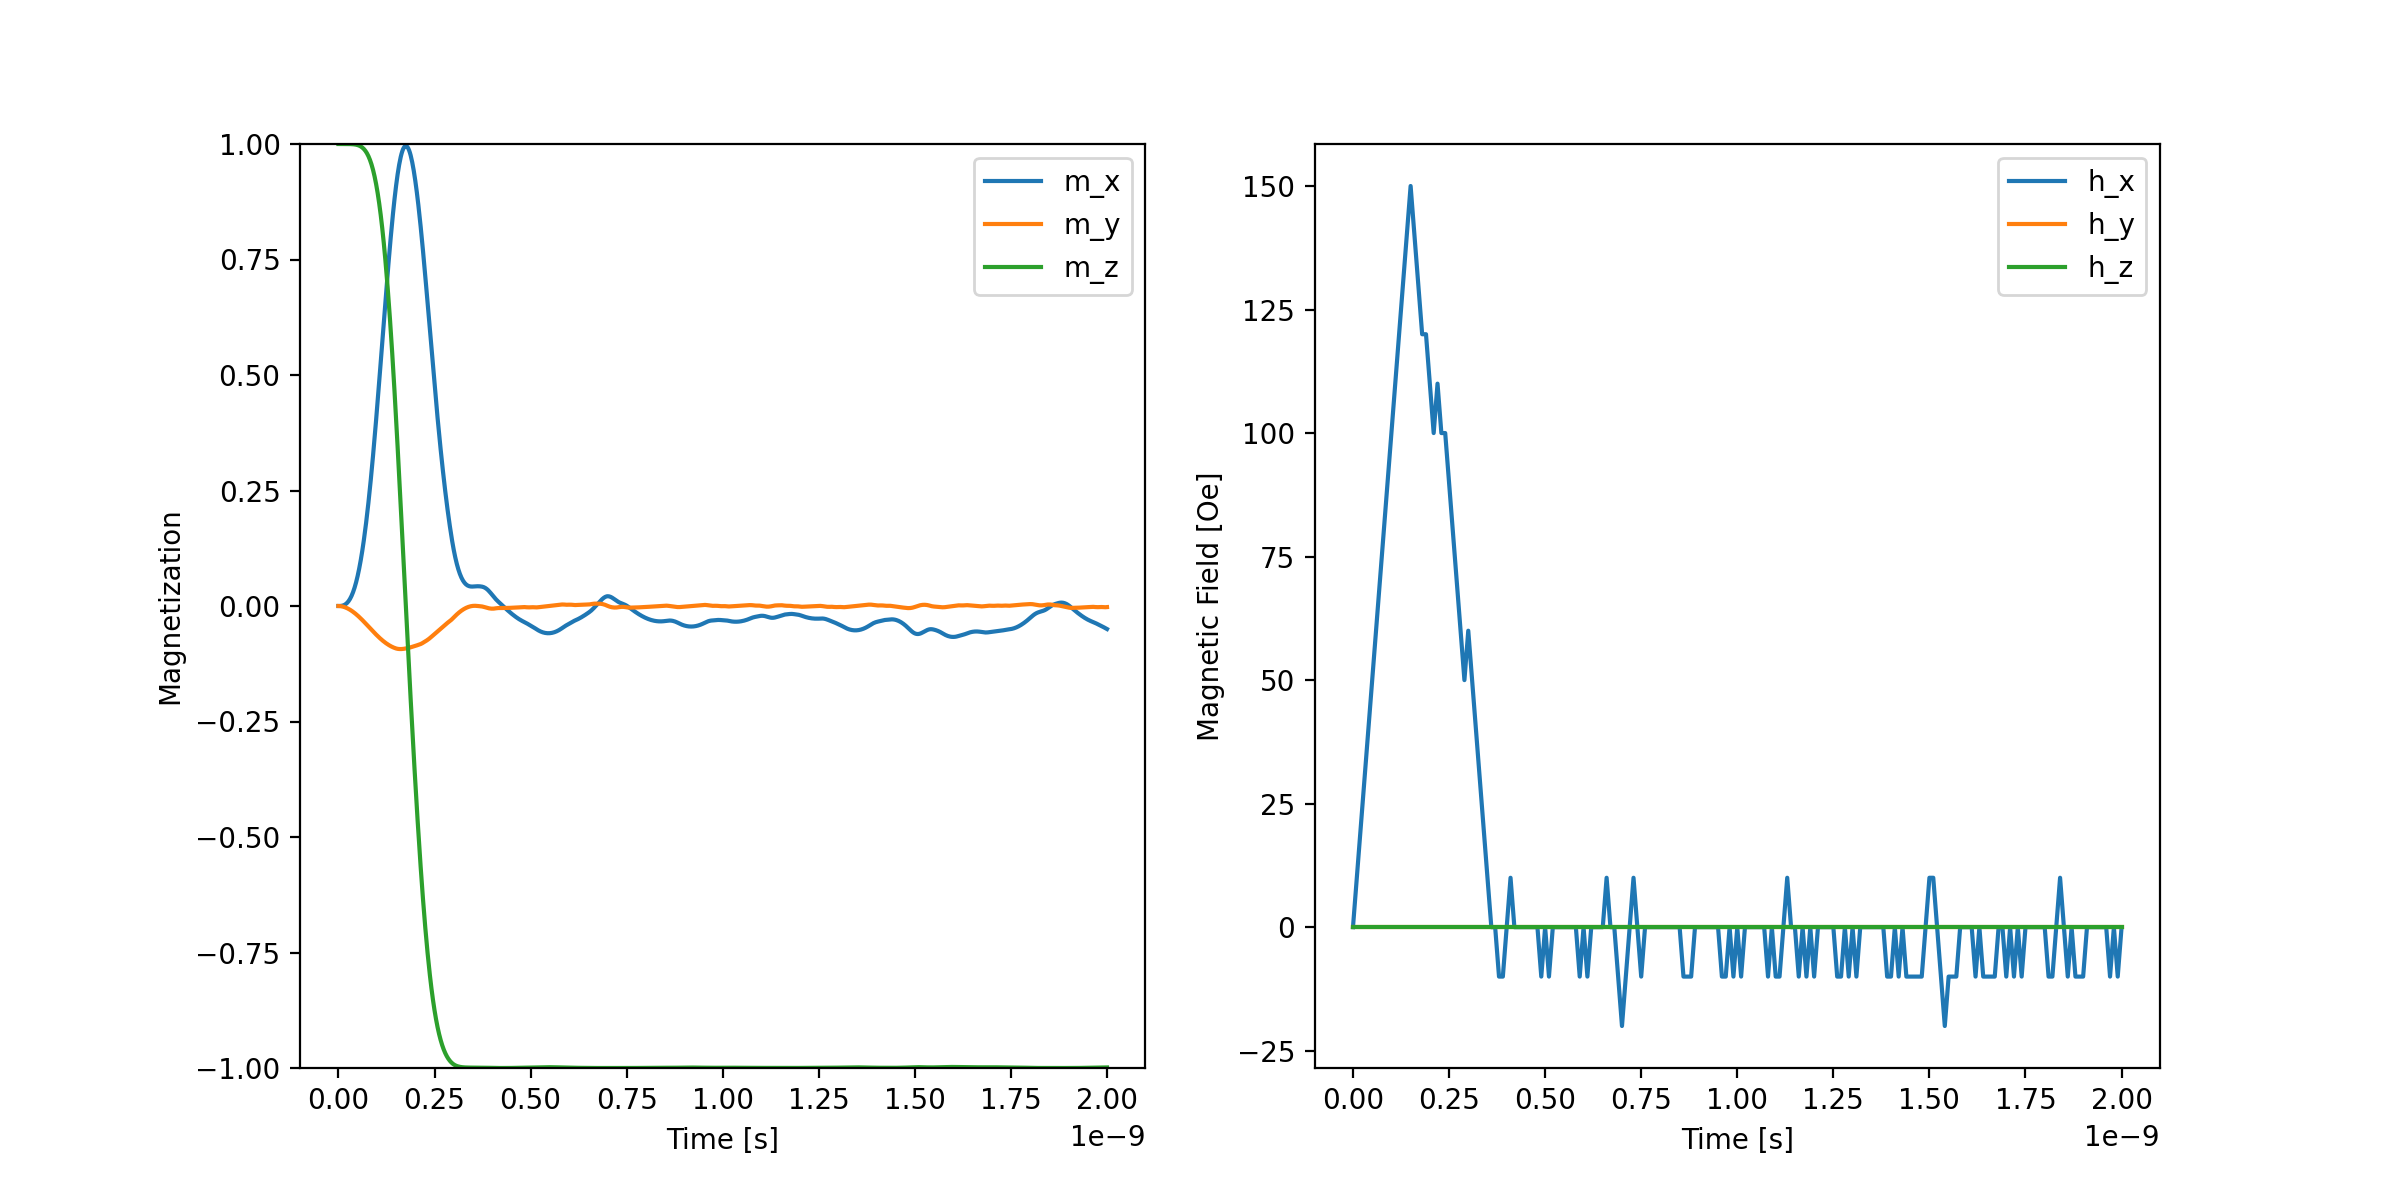 Magnetization
1.00
0.75
0.50
0.25
0.00
−0.25
−0.50
−0.75
−1.00
m_x
m_y
m_z
0.00 0.25 0.50 0.75 1.00 1.25 1.50 1.75 2.00
Time [s]
1e−9
Magnetic Field [Oe]
150
125
100
75
50
25
0
−25
h_x
h_y
h_z
0.00 0.25 0.50 0.75 1.00 1.25 1.50 1.75 2.00
Time [s]
1e−9